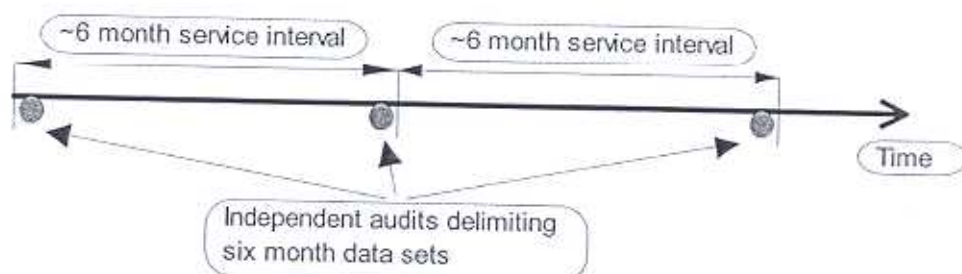 ~6 month service interval
~6 month service interval
Time
Independent audits delimiting
six month data sets